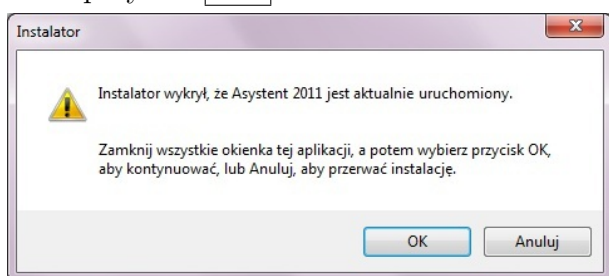 Instalator
Instalator wykrył, że Asystent 2011 jest aktualnie uruchomiony.
Zamknij wszystkie okienka tej aplikacji, a potem wybierz przycisk OK,
aby kontynuować, lub Anuluj, aby przerwać instalację.
OK
Anuluj